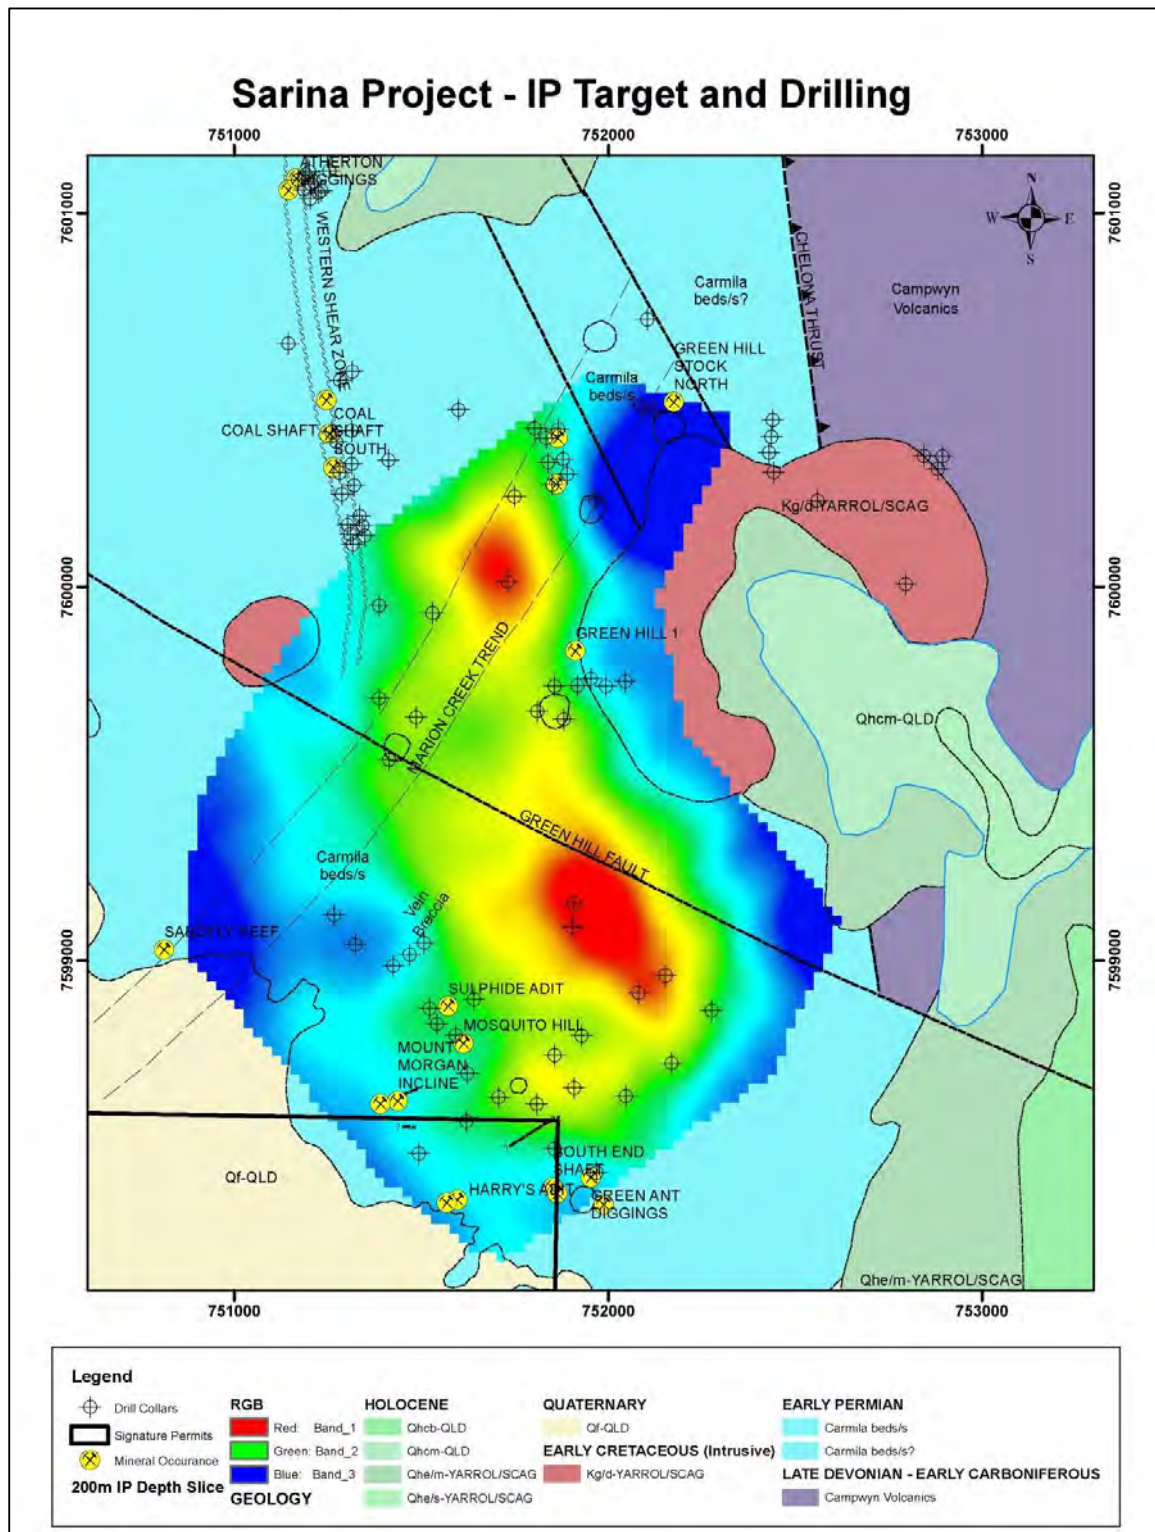 Sarina Project - IP Target and Drilling
751000
752000
753000
7601000
7601000
7600000
7600000
7599000
7599000
N
W
E
S
ATHERTON
DIGGINGS
WESTERN SHEAR ZONE
CHELONA THRUST
Carmila
beds/s?
Campwyn
Volcanics
GREEN HILL
STOCK
NORTH
Carmila
beds/s
COAL SHAFT
COAL
SHAFT
SOUTH
Kg/d-YARROL/SCAG
GREEN HILL 1
MARION CREEK TREND
Qhcm-QLD
GREEN HILL FAULT
Carmila
beds/s
Vein
Breccia
SANDFLY REEF
SULPHIDE ADIT
MOSQUITO HILL
MOUNT
MORGAN
INCLINE
Qf-QLD
SOUTH END
SHAFT
HARRY'S ADIT
GREEN ANT
DIGGINGS
Qhe/m-YARROL/SCAG
751000
752000
753000
Legend
Drill Collars
Signature Permits
Mineral Occurance
200m IP Depth Slice
RGB
Red: Band_1
Green: Band_2
Blue: Band_3
GEOLOGY
HOLOCENE
Qhcb-QLD
Qhcm-QLD
Qhe/m-YARROL/SCAG
Qhe/s-YARROL/SCAG
QUATERNARY
Qf-QLD
EARLY CRETACEOUS (Intrusive)
Kg/d-YARROL/SCAG
EARLY PERMIAN
Carmila beds/s
Carmila beds/s?
LATE DEVONIAN - EARLY CARBONIFEROUS
Campwyn Volcanics